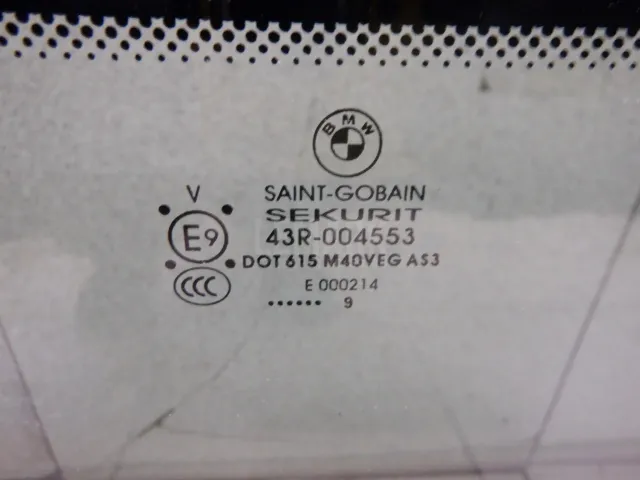 BMW
V SAINT-GOBAIN
SEKURIT
E9 43R-004553
DOT 615 M40VEG AS3
CCC E 000214
...... 9